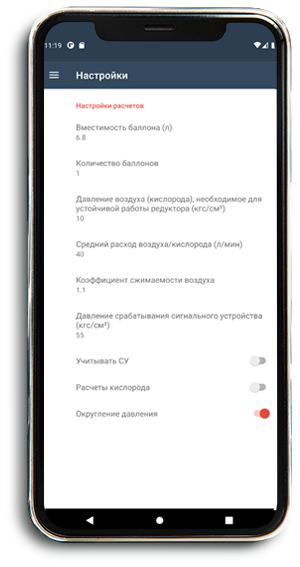 11:19
Настройки
Настройки расчетов
Вместимость баллона (л)
6.8
Количество баллонов
1
Давление воздуха (кислорода), необходимое для
устойчивой работы редуктора (кгс/см²)
10
Средний расход воздуха/кислорода (л/мин)
40
Коэффициент сжимаемости воздуха
1.1
Давление срабатывания сигнального устройства
(кгс/см²)
55
Учитывать СУ
Расчеты кислорода
Округление давления